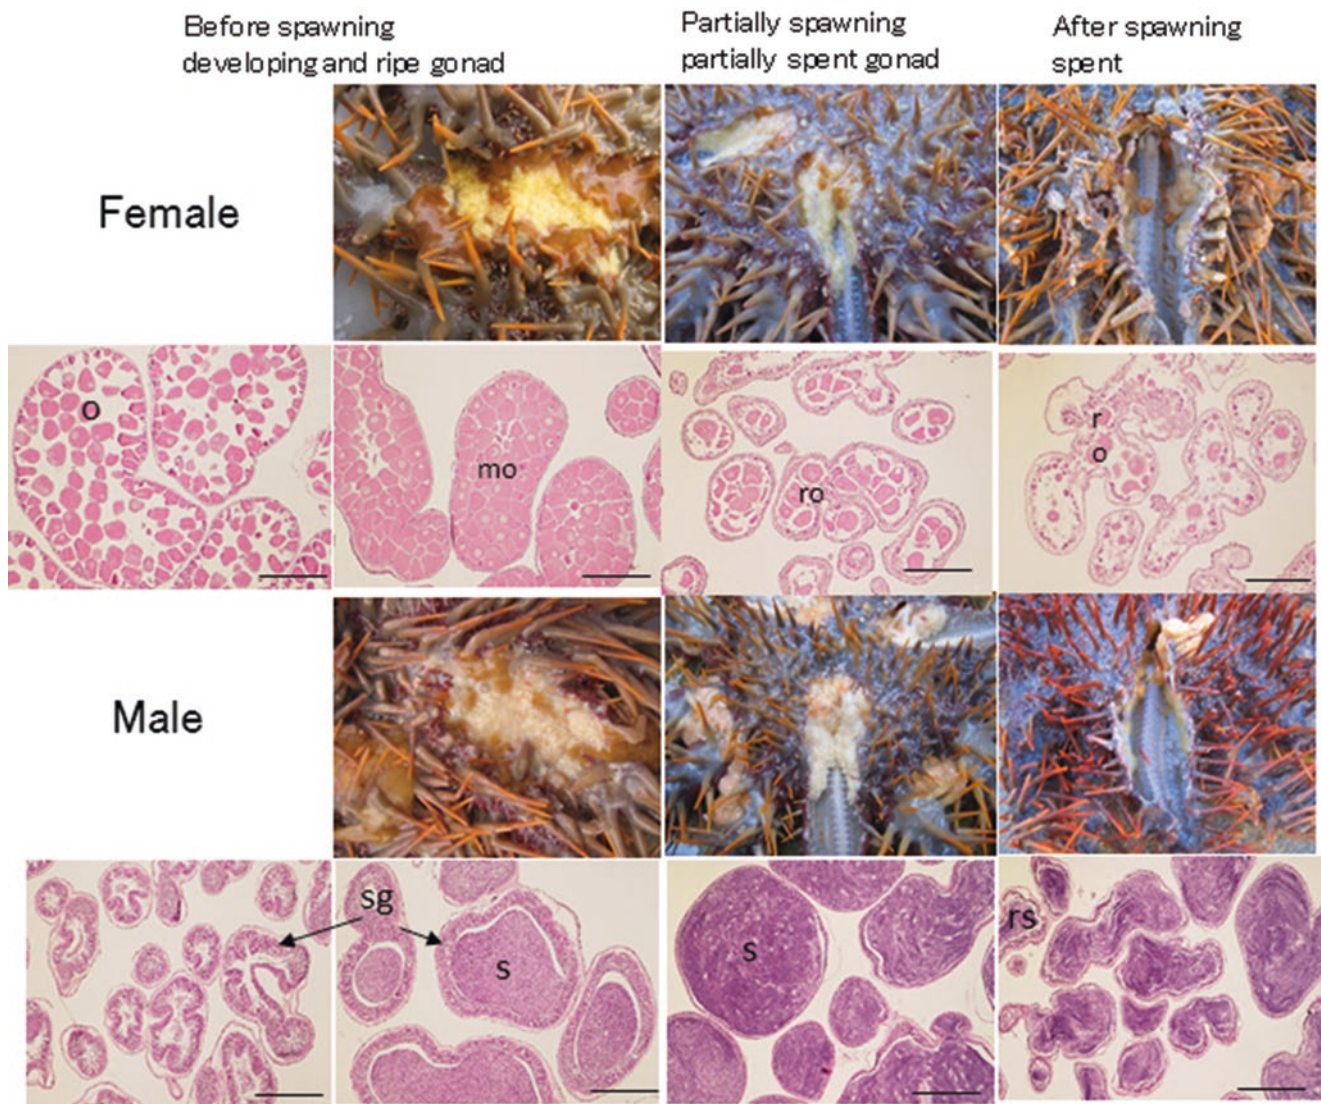 Before spawning
developing and ripe gonad
Partially spawning
partially spent gonad
After spawning
spent
Female
o
mo
ro
r
o
Male
sg
s
s
rs